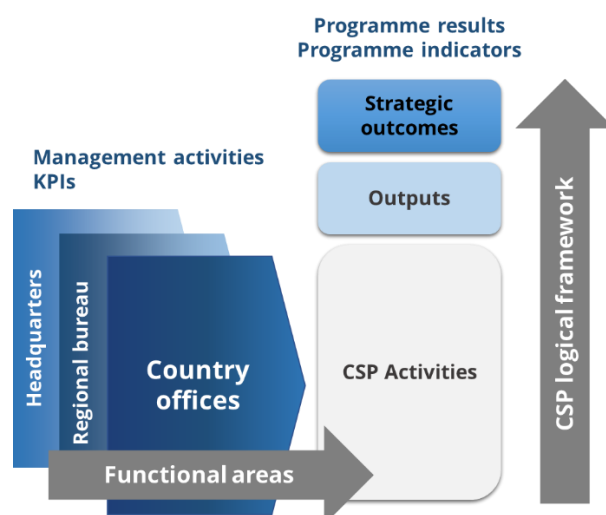 Programme results
Programme indicators
Strategic
outcomes
Management activities
KPIs
Outputs
Headquarters
Regional bureau
Country
offices
CSP Activities
CSP logical framework
Functional areas